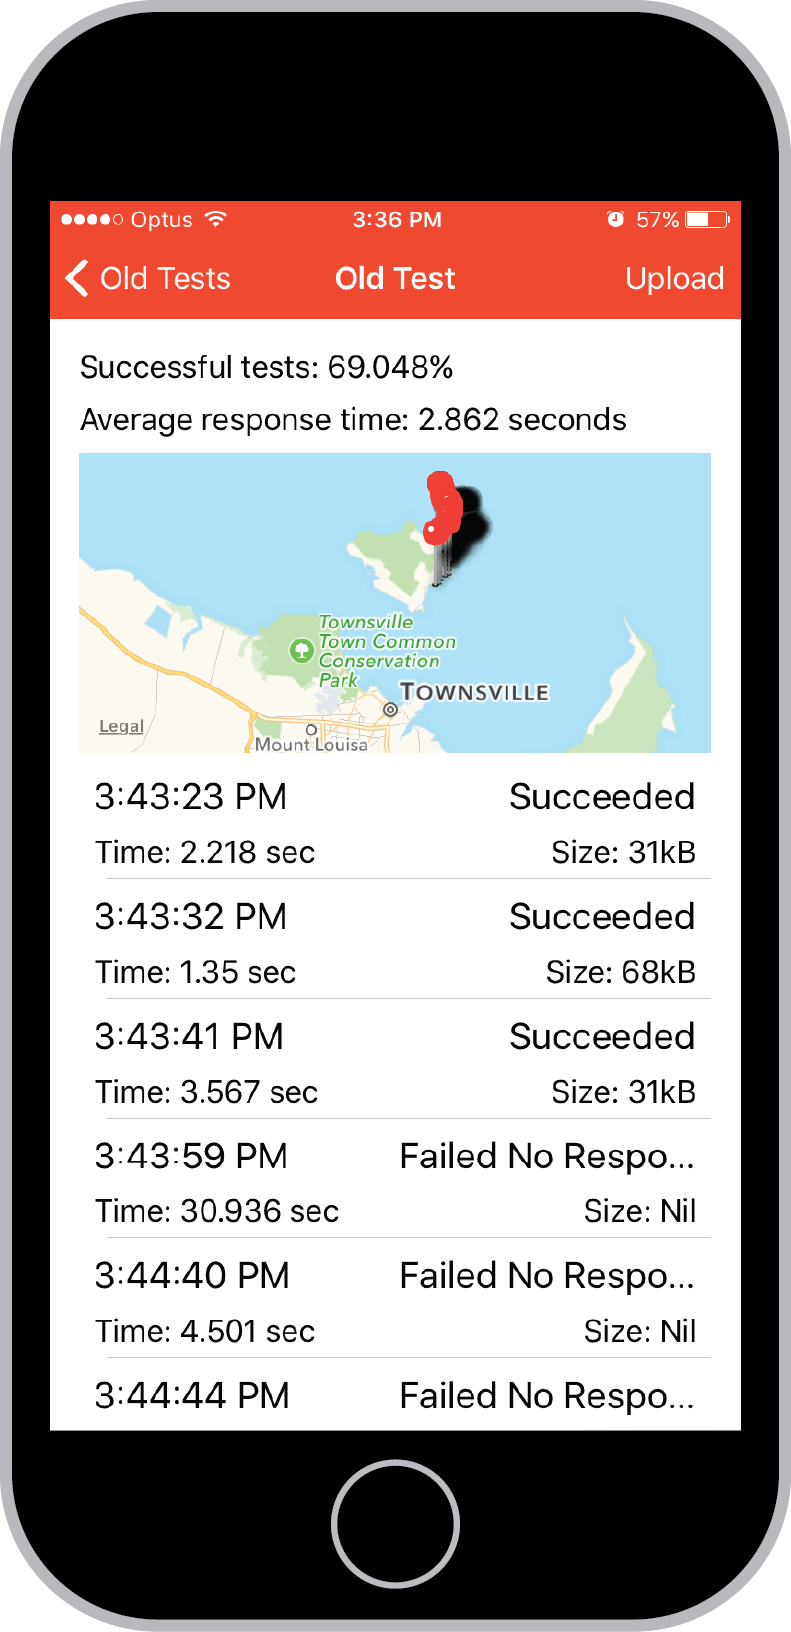 Optus 3:36 PM 57%
Old Tests Old Test Upload
Successful tests: 69.048%
Average response time: 2.862 seconds
Townsville
Town Common
Conservation
Park
TOWNSVILLE
Legal
Mount Louisa
3:43:23 PM Succeeded
Time: 2.218 sec Size: 31kB
3:43:32 PM Succeeded
Time: 1.35 sec Size: 68kB
3:43:41 PM Succeeded
Time: 3.567 sec Size: 31kB
3:43:59 PM Failed No Respo...
Time: 30.936 sec Size: Nil
3:44:40 PM Failed No Respo...
Time: 4.501 sec Size: Nil
3:44:44 PM Failed No Respo...